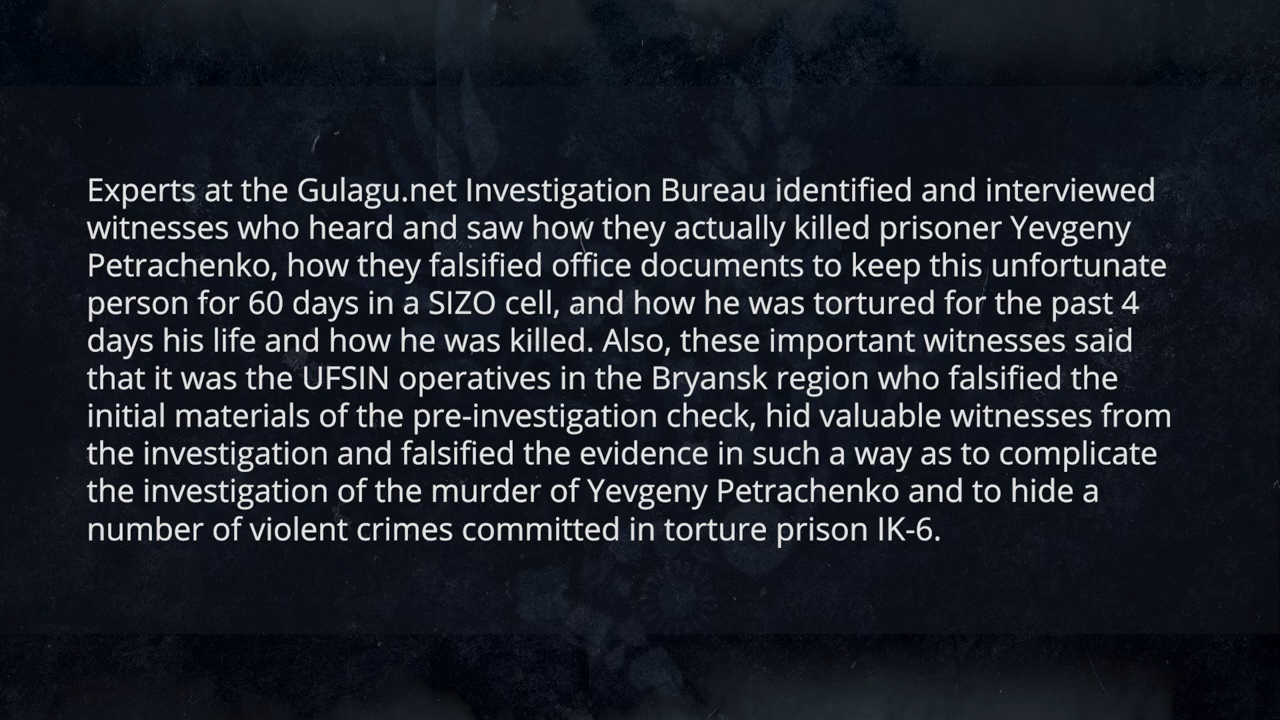 Experts at the Gulagu.net Investigation Bureau identified and interviewed
witnesses who heard and saw how they actually killed prisoner Yevgeny
Petrachenko, how they falsified office documents to keep this unfortunate
person for 60 days in a SIZO cell, and how he was tortured for the past 4
days his life and how he was killed. Also, these important witnesses said
that it was the UFSIN operatives in the Bryansk region who falsified the
initial materials of the pre-investigation check, hid valuable witnesses from
the investigation and falsified the evidence in such a way as to complicate
the investigation of the murder of Yevgeny Petrachenko and to hide a
number of violent crimes committed in torture prison IK-6.